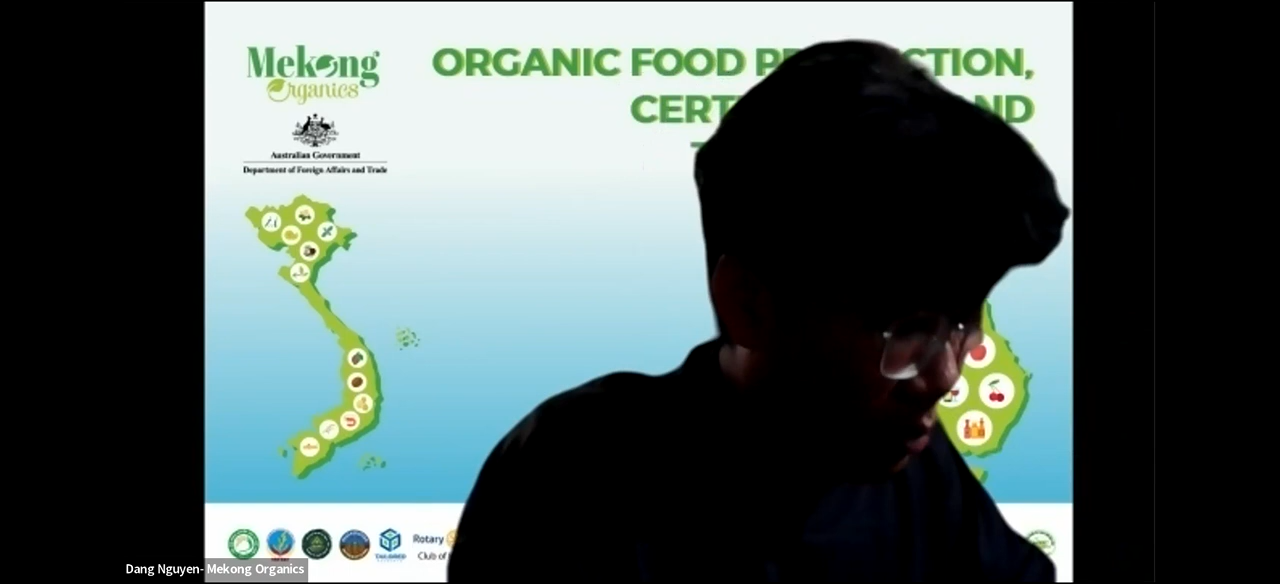 Mekong
Organics
Australian Government
Department of Foreign Affairs and Trade
ORGANIC FOOD P CTION,
CERT ND
Rotary
Club of
Dang Nguyen- Mekong Organics